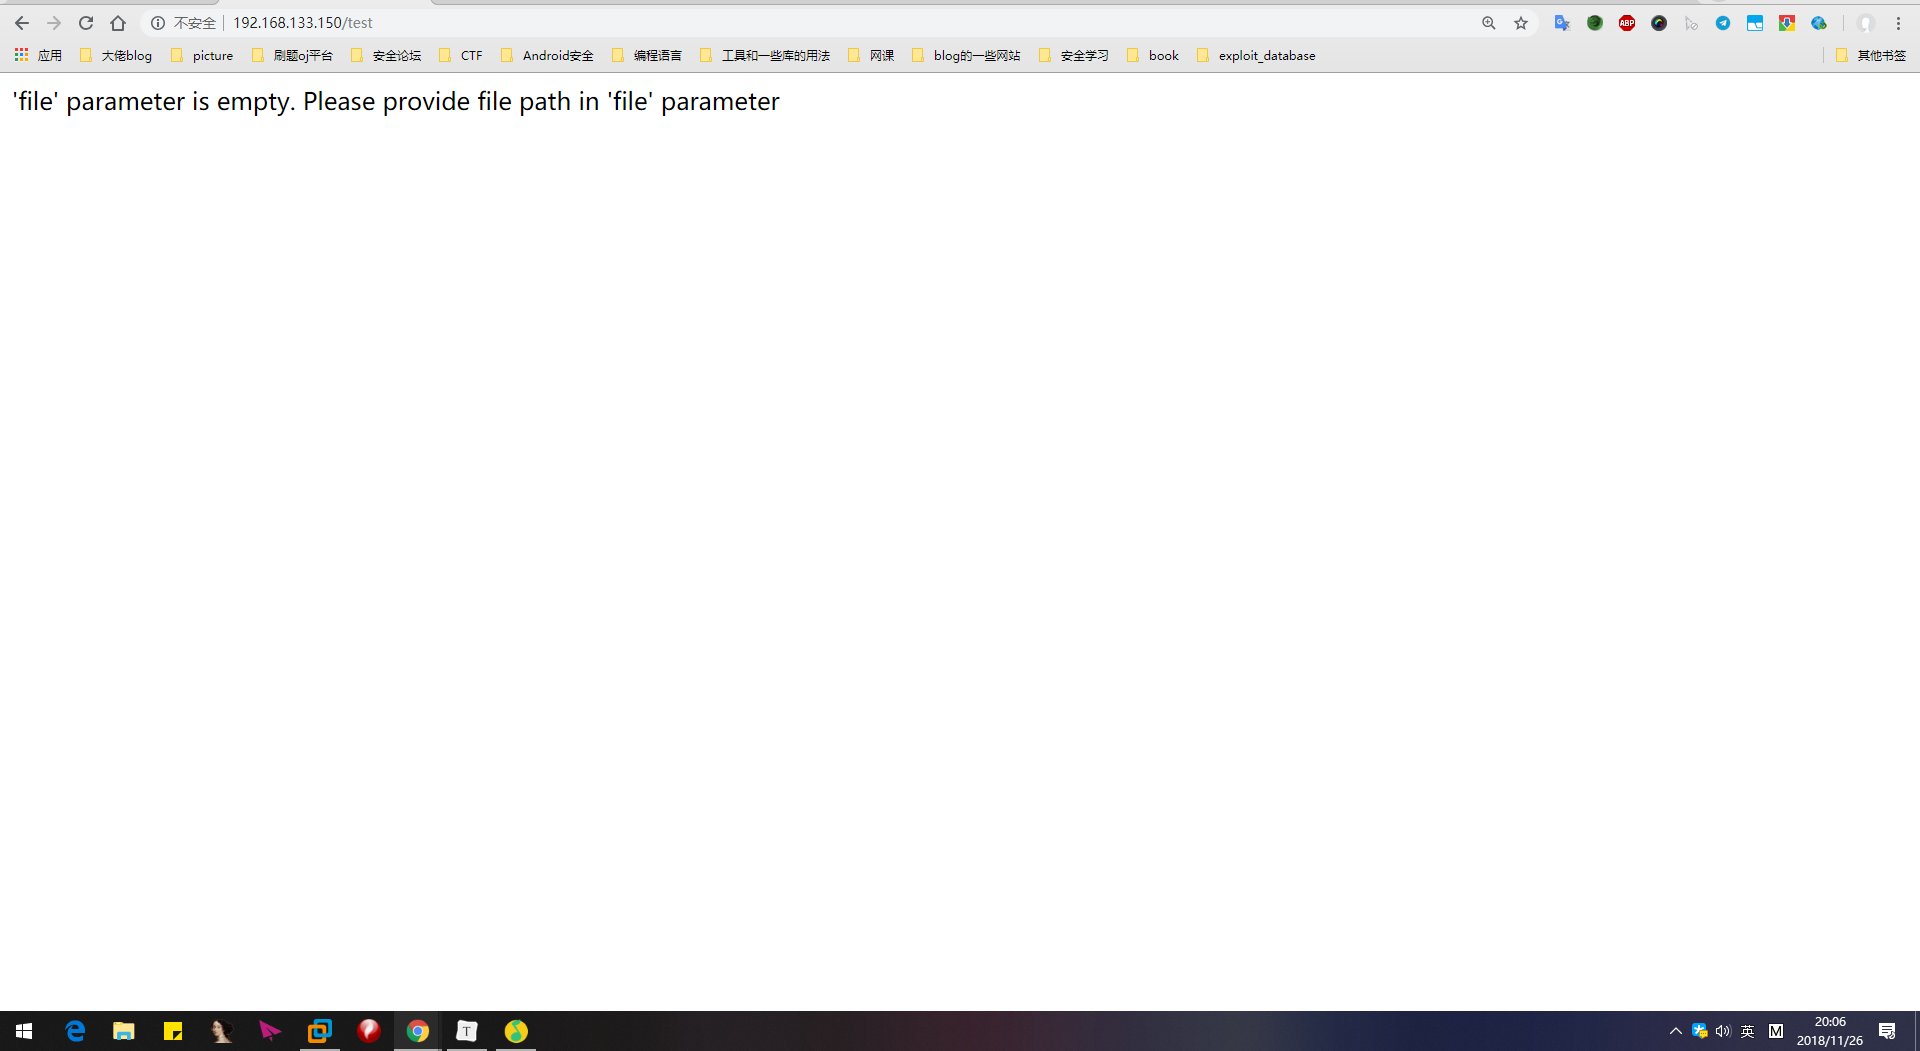 不安全 192.168.133.150/test
应用 大佬blog picture 刷题oj平台 安全论坛 CTF Android安全 编程语言 工具和一些库的用法 网课 blog的一些网站 安全学习 book exploit_database 其他书签
'file' parameter is empty. Please provide file path in 'file' parameter
英 M 20:06
2018/11/26